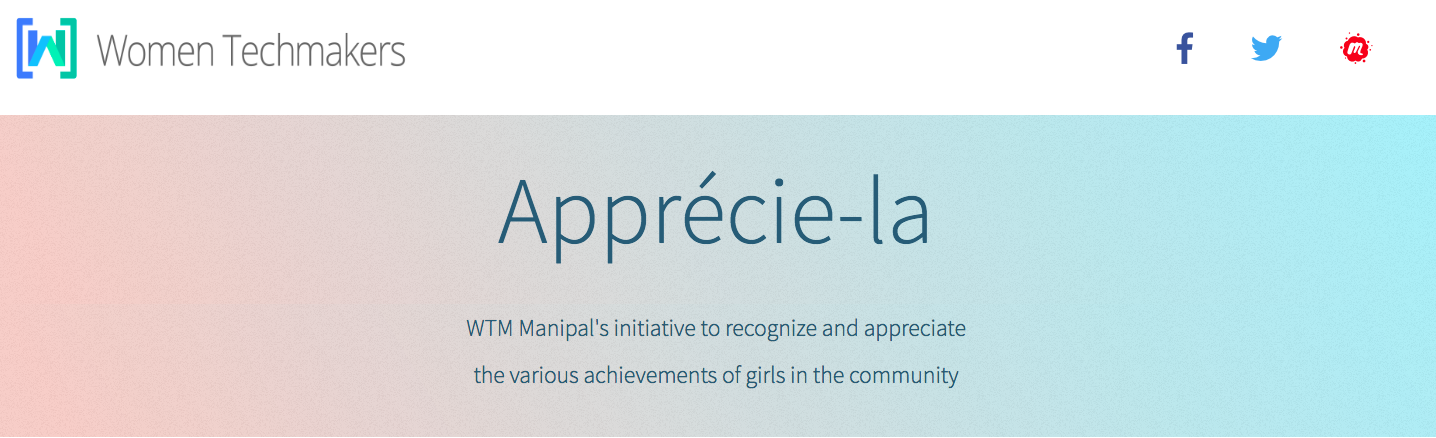 Women Techmakers
Apprécie-la
WTM Manipal's initiative to recognize and appreciate
the various achievements of girls in the community